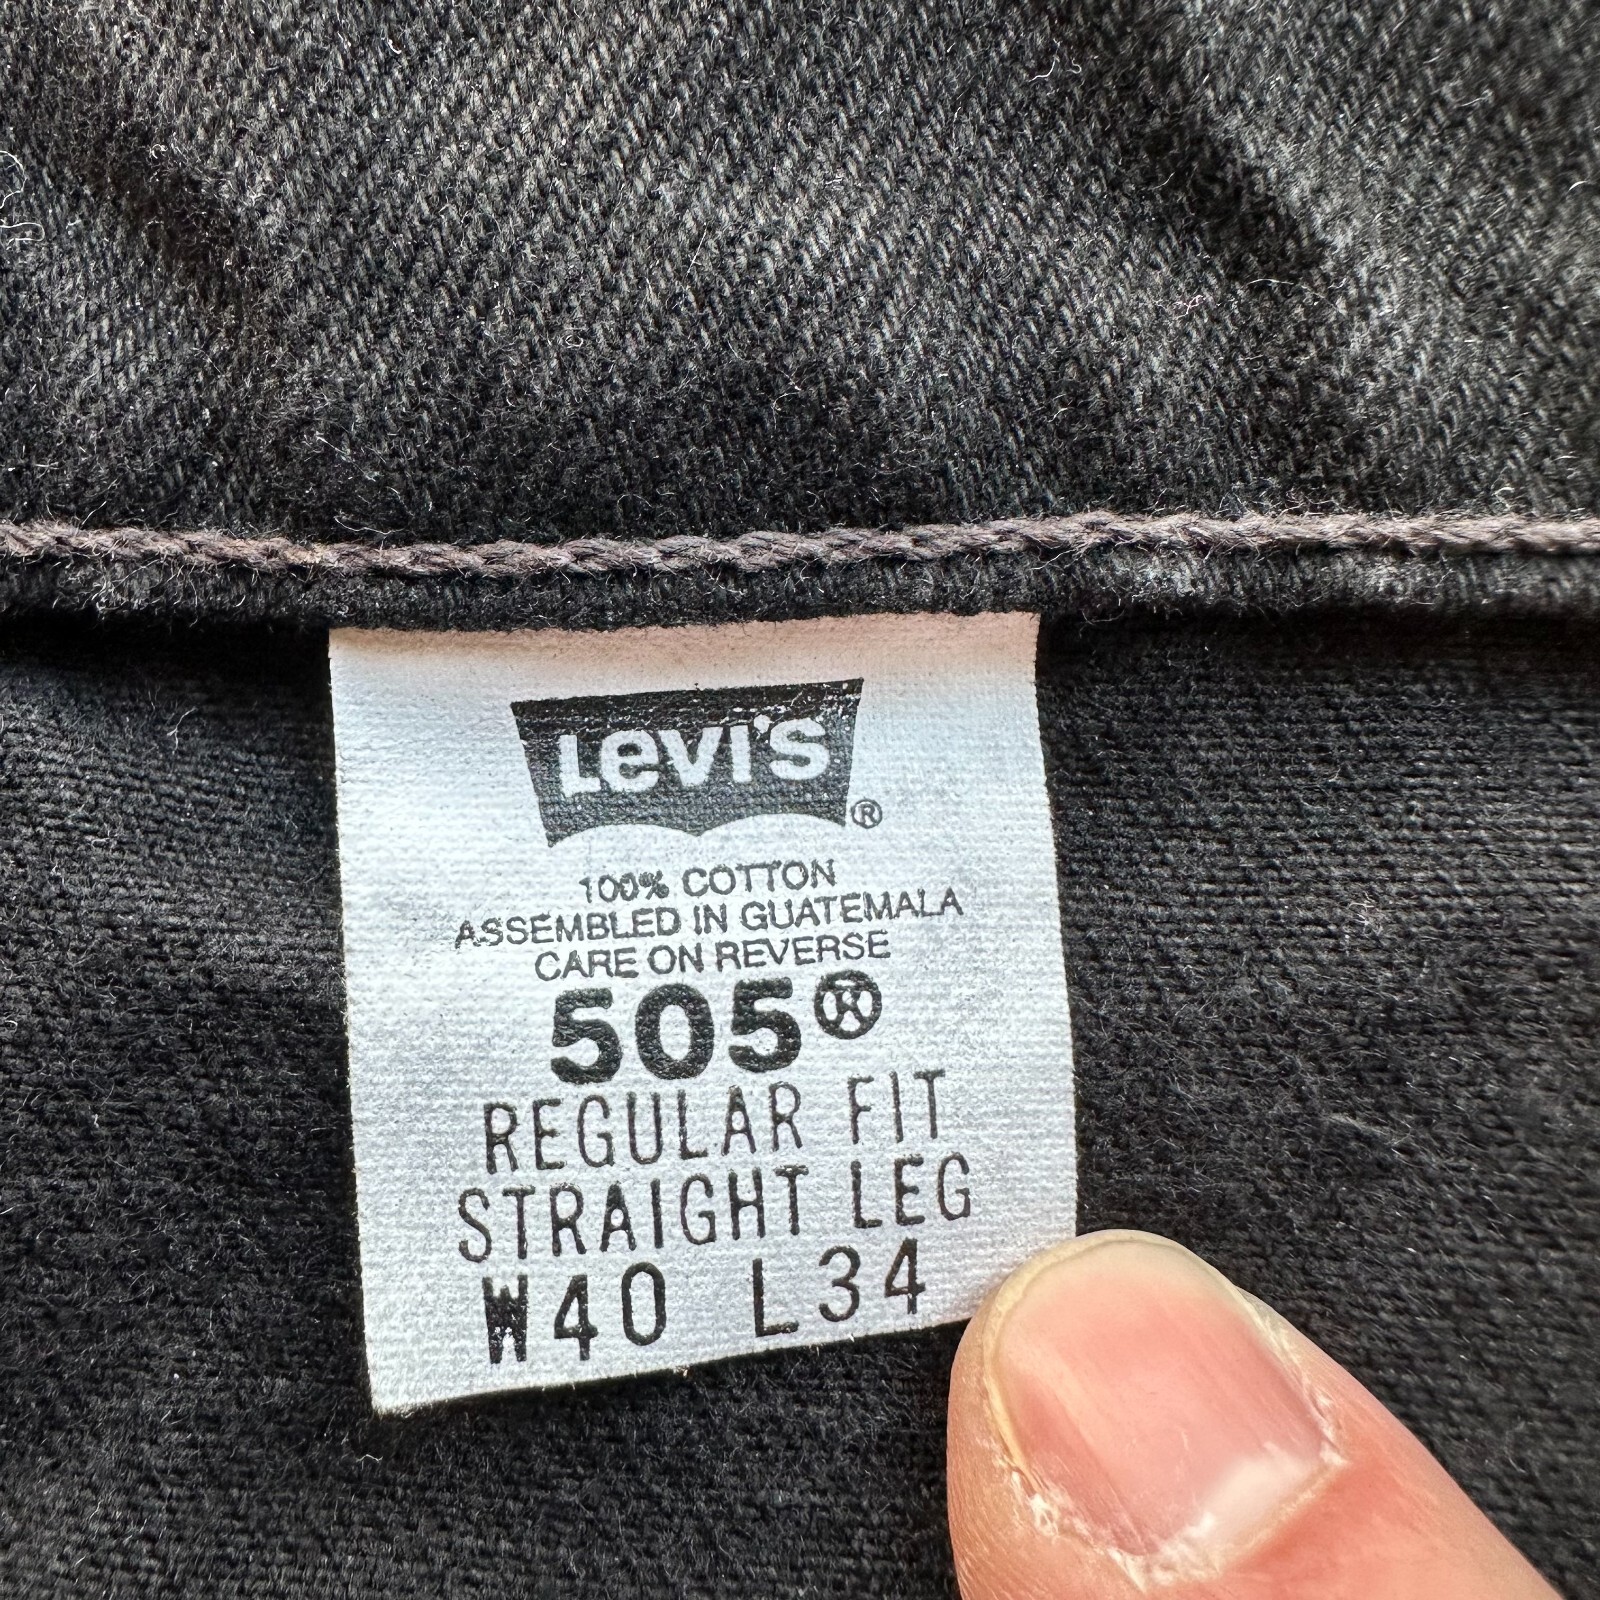 Levi's®
100% COTTON
ASSEMBLED IN GUATEMALA
CARE ON REVERSE
505®
REGULAR FIT
STRAIGHT LEG
W40 L34